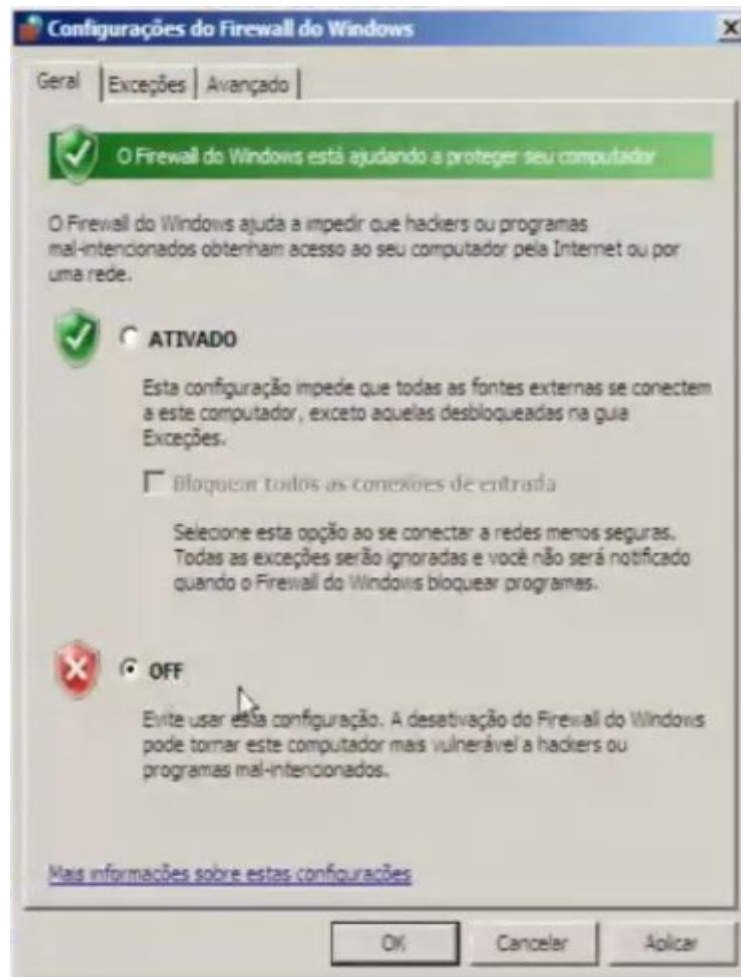 Configurações do Firewall do Windows
Geral
Exceções
Avançado
O Firewall do Windows está ajudando a proteger seu computador
O Firewall do Windows ajuda a impedir que hackers ou programas
mal-intencionados obtenham acesso ao seu computador pela Internet ou por
uma rede.
ATIVADO
Esta configuração impede que todas as fontes externas se conectem
a este computador, exceto aquelas desbloqueadas na guia
Exceções.
Bloquear todos as conexões de entrada
Selecione esta opção ao se conectar a redes menos seguras.
Todas as exceções serão ignoradas e você não será notificado
quando o Firewall do Windows bloquear programas.
OFF
Evite usar esta configuração. A desativação do Firewall do Windows
pode tornar este computador mais vulnerável a hackers ou
programas mal-intencionados.
Mais informações sobre estas configurações
OK
Cancelar
Aplicar